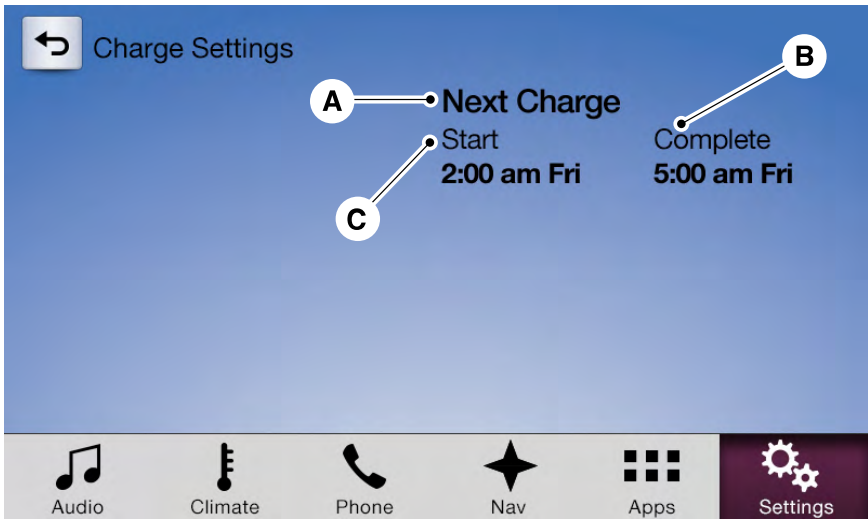 Charge Settings
B
A
Next Charge
Start Complete
2:00 am Fri 5:00 am Fri
C
Audio Climate Phone Nav Apps Settings